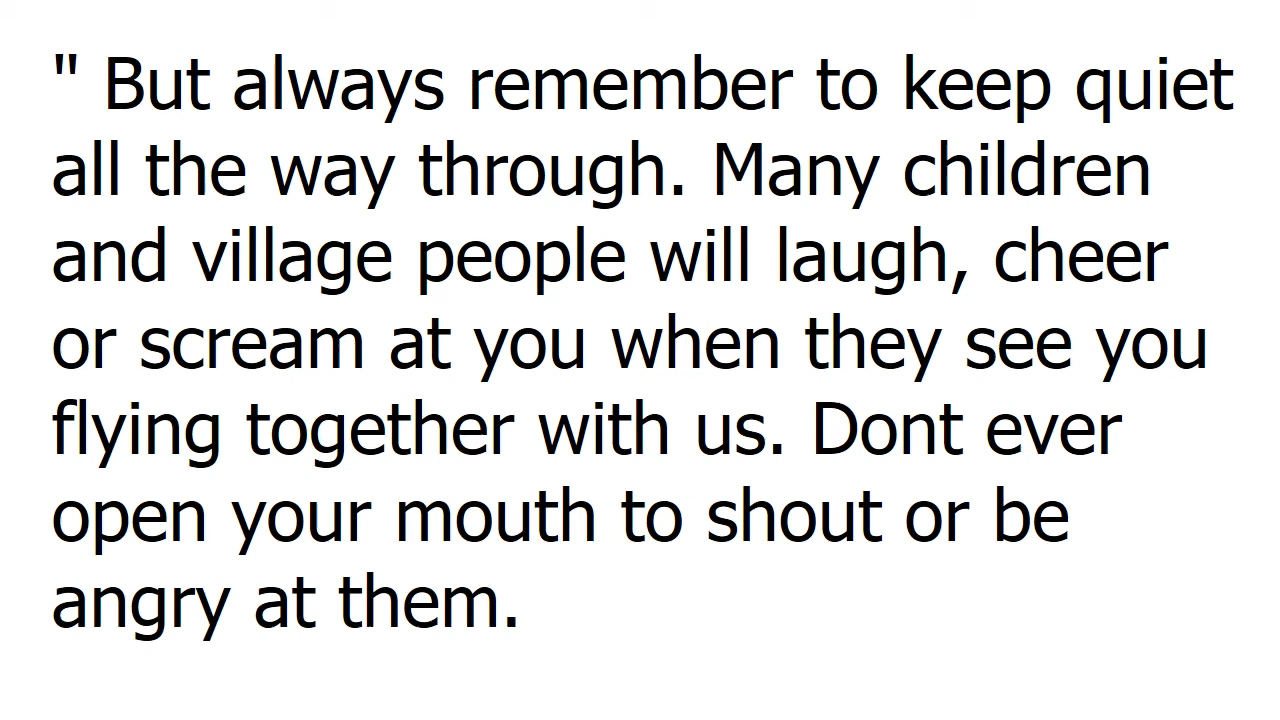 " But always remember to keep quiet
all the way through. Many children
and village people will laugh, cheer
or scream at you when they see you
flying together with us. Dont ever
open your mouth to shout or be
angry at them.